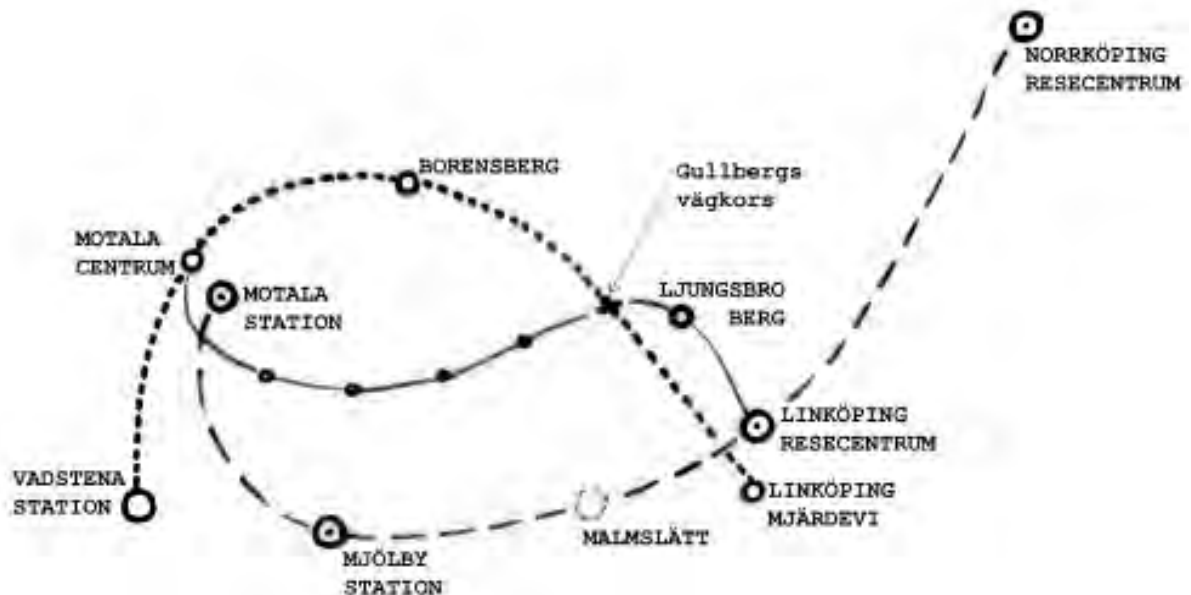 NORRKÖPING
RESECENTRUM
BORENSBERG
Gullbergs
vägkors
MOTALA
CENTRUM
MOTALA
STATION
LJUNGSBRO
BERG
LINKÖPING
RESECENTRUM
VADSTENA
STATION
LINKÖPING
MJÄRDEVI
MALMSLÄTT
MJÖLBY
STATION